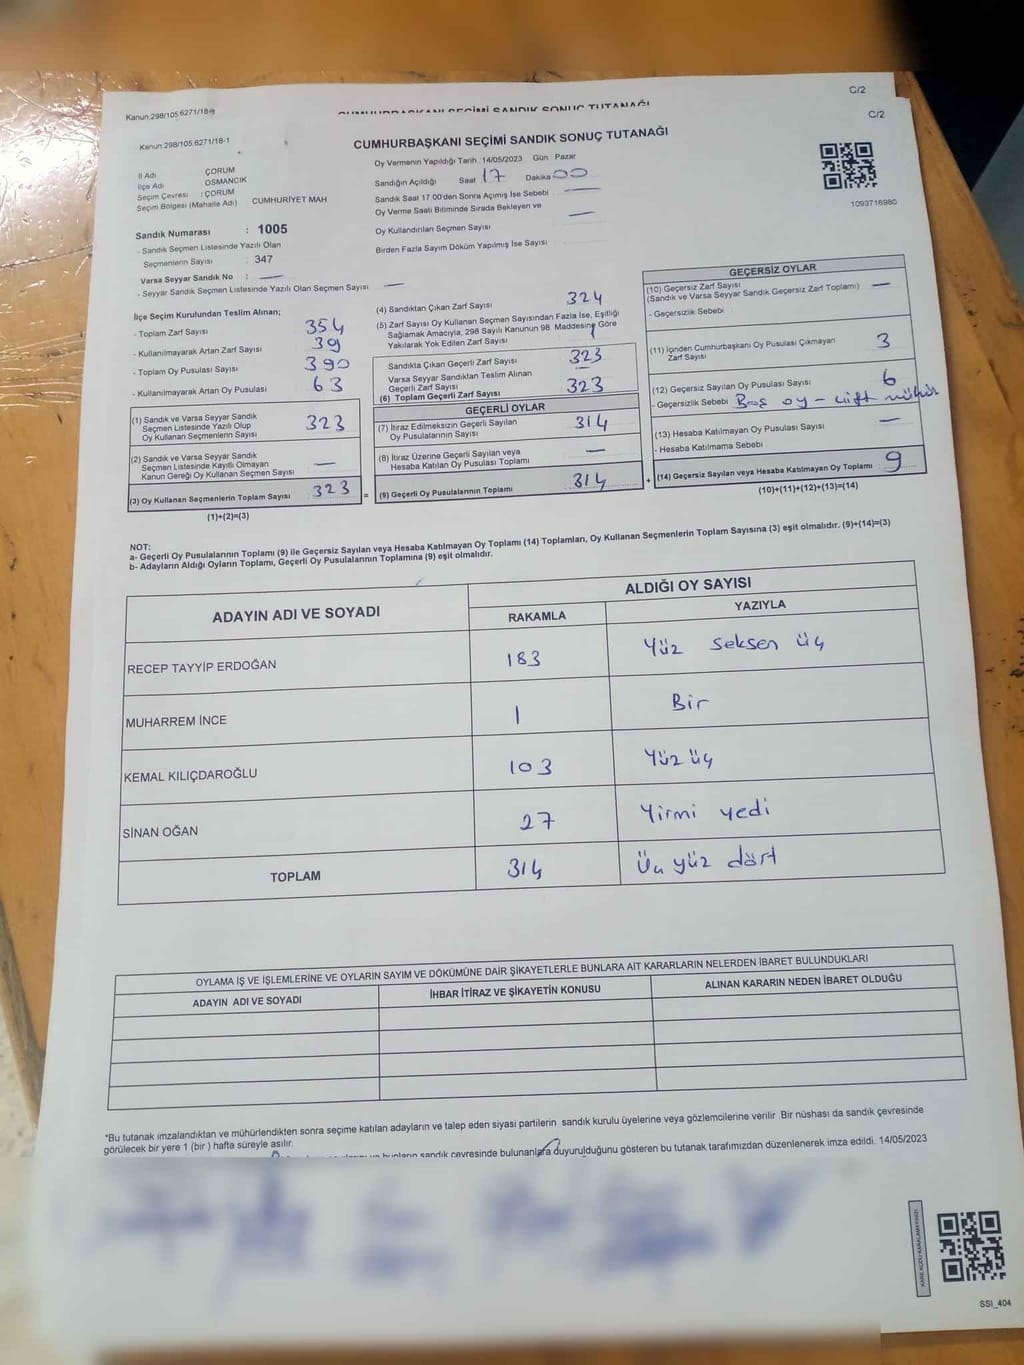 Kanun.298/105,6271/18-
CUMHURBAŞKANI SEÇİMİ SANDIK SONUÇ TUTANAĞI
C/2
Kanun.298/105,6271/18-1
CUMHURBAŞKANI SEÇİMİ SANDIK SONUÇ TUTANAĞI
C/2
İl Adı : ÇORUM
İlçe Adı OSMANCIK
Seçim Çevresi : ÇORUM
Seçim Bölgesi (Mahalle Adı) CUMHURİYET MAH
Oy Vermenin Yapıldığı Tarih :14/05/2023 Gün : Pazar
Sandığın Açıldığı Saat 17 Dakika 00
Sandık Saat 17:00'den Sonra Açılmış İse Sebebi —
Oy Verme Saati Bitiminde Sırada Bekleyen ve
Oy Kullandırılan Seçmen Sayısı —
Birden Fazla Sayım Döküm Yapılmış İse Sayısı
1093716980
Sandık Numarası : 1005
- Sandık Seçmen Listesinde Yazılı Olan
Seçmenlerin Sayısı : 347
Varsa Seyyar Sandık No : —
- Seyyar Sandık Seçmen Listesinde Yazılı Olan Seçmen Sayısı —
İlçe Seçim Kurulundan Teslim Alınan;
- Toplam Zarf Sayısı 354
- Kullanılmayarak Artan Zarf Sayısı 39
- Toplam Oy Pusulası Sayısı 390
- Kullanılmayarak Artan Oy Pusulası 63
(1) Sandık ve Varsa Seyyar Sandık
Seçmen Listesinde Yazılı Olup
Oy Kullanan Seçmenlerin Sayısı 323
(2) Sandık ve Varsa Seyyar Sandık
Seçmen Listesinde Kayıtlı Olmayan
Kanun Gereği Oy Kullanan Seçmen Sayısı —
(3) Oy Kullanan Seçmenlerin Toplam Sayısı 323 =
(1)+(2)=(3)
(4) Sandıktan Çıkan Zarf Sayısı 324
(5) Zarf Sayısı Oy Kullanan Seçmen Sayısından Fazla İse, Eşitliği
Sağlamak Amacıyla, 298 Sayılı Kanunun 98 Maddesine Göre
Yakılarak Yok Edilen Zarf Sayısı 1
Sandıkta Çıkan Geçerli Zarf Sayısı 323
Varsa Seyyar Sandıktan Teslim Alınan
Geçerli Zarf Sayısı —
(6) Toplam Geçerli Zarf Sayısı 323
GEÇERLİ OYLAR
(7) İtiraz Edilmeksizin Geçerli Sayılan
Oy Pusulalarının Sayısı 314
(8) İtiraz Üzerine Geçerli Sayılan veya
Hesaba Katılan Oy Pusulası Toplamı —
(9) Geçerli Oy Pusulalarının Toplamı 314 +
GEÇERSİZ OYLAR
(10) Geçersiz Zarf Sayısı
(Sandık ve Varsa Seyyar Sandık Geçersiz Zarf Toplamı) —
- Geçersizlik Sebebi
(11) İçinden Cumhurbaşkanı Oy Pusulası Çıkmayan
Zarf Sayısı 3
(12) Geçersiz Sayılan Oy Pusulası Sayısı 6
- Geçersizlik Sebebi Boş oy - çift mühür
(13) Hesaba Katılmayan Oy Pusulası Sayısı —
- Hesaba Katılmama Sebebi
(14) Geçersiz Sayılan veya Hesaba Katılmayan Oy Toplamı 9
(10)+(11)+(12)+(13)=(14)
NOT:
a- Geçerli Oy Pusulalarının Toplamı (9) ile Geçersiz Sayılan veya Hesaba Katılmayan Oy Toplamı (14) Toplamları, Oy Kullanan Seçmenlerin Toplam Sayısına (3) eşit olmalıdır. (9)+(14)=(3)
b- Adayların Aldığı Oyların Toplamı, Geçerli Oy Pusulalarının Toplamına (9) eşit olmalıdır.
ADAYIN ADI VE SOYADI
ALDIĞI OY SAYISI
RAKAMLA YAZIYLA
RECEP TAYYİP ERDOĞAN 183 Yüz seksen üç
MUHARREM İNCE 1 Bir
KEMAL KILIÇDAROĞLU 103 Yüz üç
SİNAN OĞAN 27 Yirmi yedi
TOPLAM 314 yüz dört
OYLAMA İŞ VE İŞLEMLERİNE VE OYLARIN SAYIM VE DÖKÜMÜNE DAİR ŞİKAYETLERLE BUNLARA AİT KARARLARIN NELERDEN İBARET BULUNDUKLARI
ADAYIN ADI VE SOYADI İHBAR İTİRAZ VE ŞİKAYETİN KONUSU ALINAN KARARIN NEDEN İBARET OLDUĞU
*Bu tutanak imzalandıktan ve mühürlendikten sonra seçime katılan adayların ve talep eden siyasi partilerin sandık kurulu üyelerine veya gözlemcilerine verilir .Bir nüshası da sandık çevresinde
görülecek bir yere 1 (bir ) hafta süreyle asılır.
bunların sandık çevresinde bulunanlara duyurulduğunu gösteren bu tutanak tarafımızdan düzenlenerek imza edildi. 14/05/2023
SSI_404